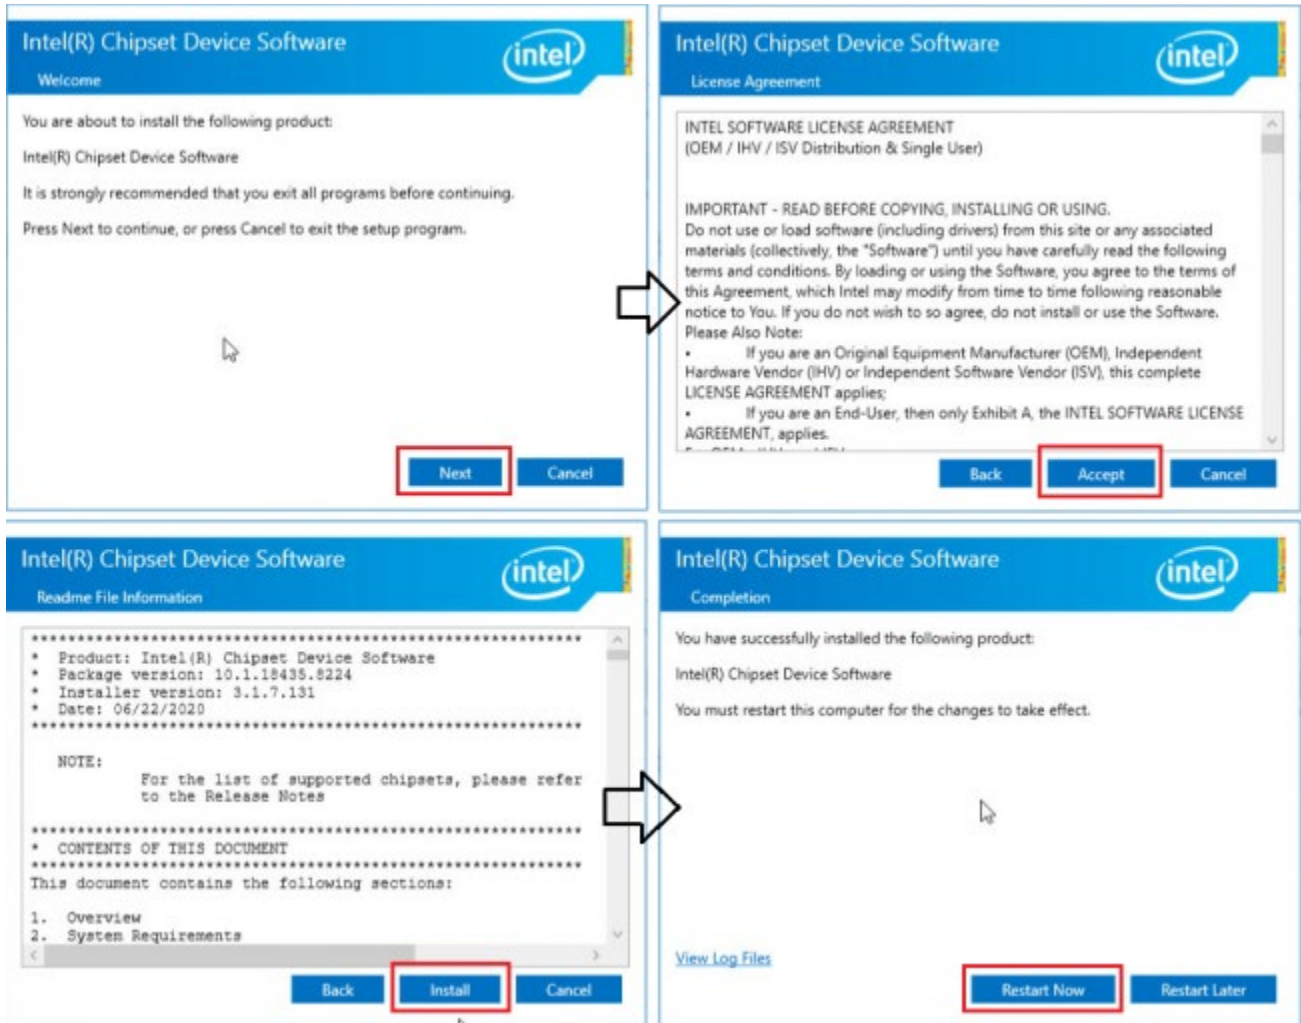 Intel(R) Chipset Device Software
intel
Welcome
You are about to install the following product:
Intel(R) Chipset Device Software
It is strongly recommended that you exit all programs before continuing.
Press Next to continue, or press Cancel to exit the setup program.
Next
Cancel
Intel(R) Chipset Device Software
intel
License Agreement
INTEL SOFTWARE LICENSE AGREEMENT
(OEM / IHV / ISV Distribution & Single User)
IMPORTANT - READ BEFORE COPYING, INSTALLING OR USING.
Do not use or load software (including drivers) from this site or any associated
materials (collectively, the "Software") until you have carefully read the following
terms and conditions. By loading or using the Software, you agree to the terms of
this Agreement, which Intel may modify from time to time following reasonable
notice to You. If you do not wish to so agree, do not install or use the Software.
Please Also Note:
• If you are an Original Equipment Manufacturer (OEM), Independent
Hardware Vendor (IHV) or Independent Software Vendor (ISV), this complete
LICENSE AGREEMENT applies;
• If you are an End-User, then only Exhibit A, the INTEL SOFTWARE LICENSE
AGREEMENT, applies.
Back
Accept
Cancel
Intel(R) Chipset Device Software
intel
Readme File Information
************************************************************
* Product: Intel(R) Chipset Device Software
* Package version: 10.1.18435.8224
* Installer version: 3.1.7.131
* Date: 06/22/2020
************************************************************
NOTE:
For the list of supported chipsets, please refer
to the Release Notes
************************************************************
* CONTENTS OF THIS DOCUMENT
************************************************************
This document contains the following sections:
1. Overview
2. System Requirements
Back
Install
Cancel
Intel(R) Chipset Device Software
intel
Completion
You have successfully installed the following product:
Intel(R) Chipset Device Software
You must restart this computer for the changes to take effect.
View Log Files
Restart Now
Restart Later